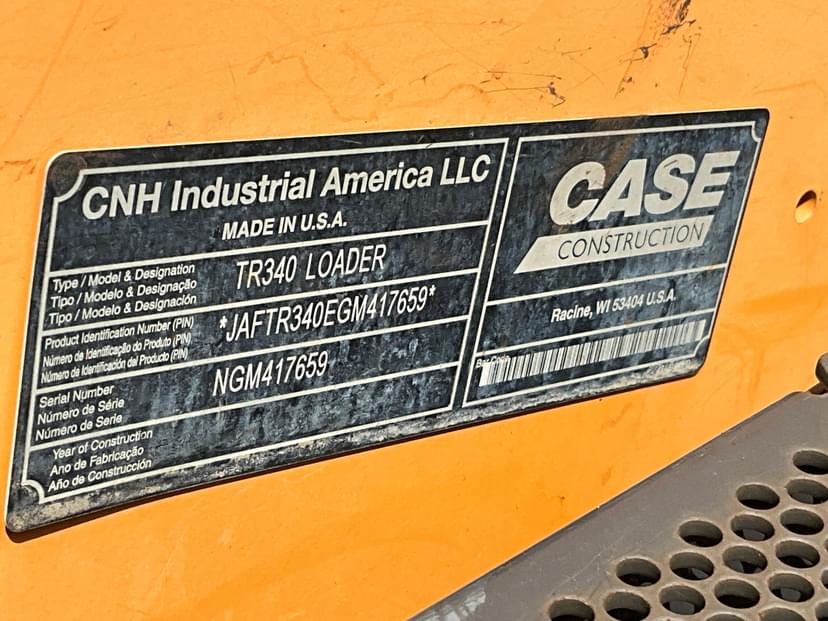 CNH Industrial America LLC
MADE IN U.S.A.
Type / Model & Designation
Tipo / Modelo & Designação
Tipo / Modelo & Designación
TR340 LOADER
Product Identification Number (PIN)
Número de Identificação do Produto (PIN)
Número de Identificación del Producto (PIN)
*JAFTR340EGM417659*
Serial Number
Número de Série
Número de Serie
NGM417659
Year of Construction
Ano de Fabricação
Año de Construcción
CASE
CONSTRUCTION
Racine, WI 53404 U.S.A.
Bar Code